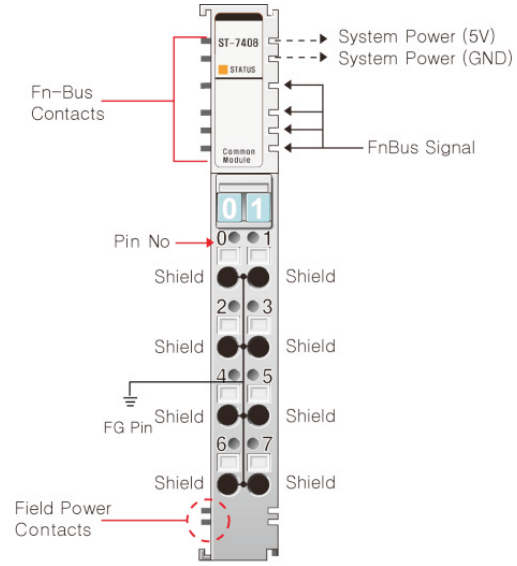 ST-7408
System Power (5V)
System Power (GND)
STATUS
Fn-Bus
Contacts
FnBus Signal
Common
Module
01
Pin No
0 1
Shield Shield
2 3
Shield Shield
4 5
FG Pin
Shield Shield
6 7
Shield Shield
Field Power
Contacts